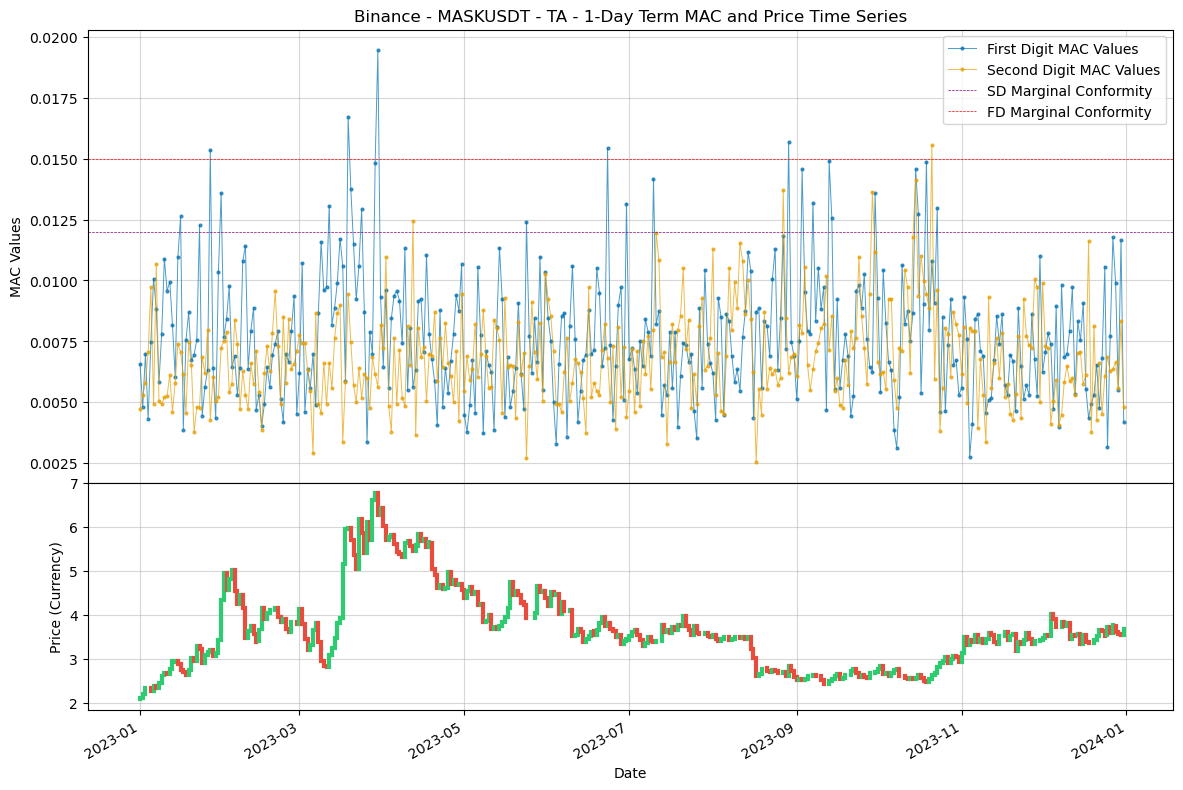 Binance - MASKUSDT - TA - 1-Day Term MAC and Price Time Series
First Digit MAC Values
Second Digit MAC Values
SD Marginal Conformity
FD Marginal Conformity
MAC Values
0.0200
0.0175
0.0150
0.0125
0.0100
0.0075
0.0050
0.0025
Price (Currency)
7
6
5
4
3
2
2023-01
2023-03
2023-05
2023-07
2023-09
2023-11
2024-01
Date